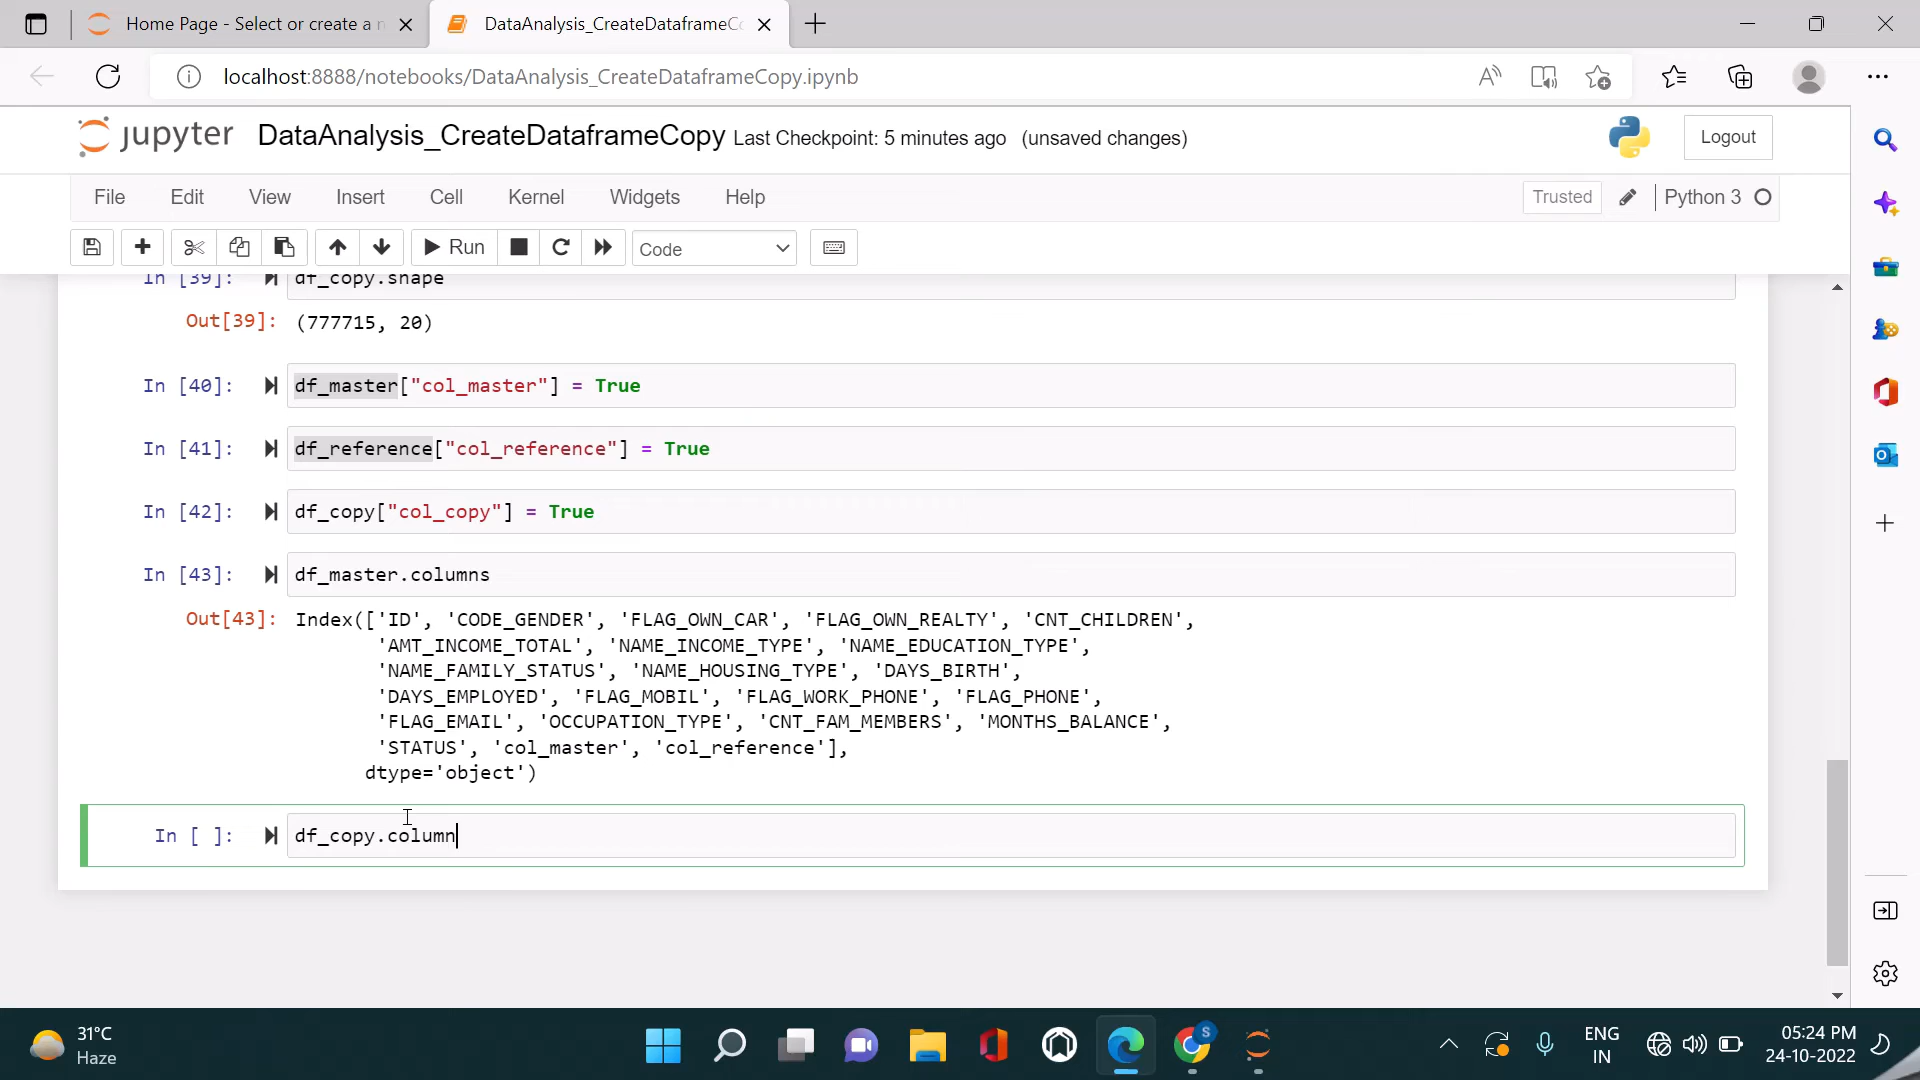 Home Page - Select or create a n
DataAnalysis_CreateDataframeC
localhost:8888/notebooks/DataAnalysis_CreateDataframeCopy.ipynb
jupyter DataAnalysis_CreateDataframeCopy Last Checkpoint: 5 minutes ago (unsaved changes)
Logout
File Edit View Insert Cell Kernel Widgets Help
Trusted
Python 3
Run
Code
In [39]: df_copy.shape
Out[39]: (777715, 20)
In [40]: df_master["col_master"] = True
In [41]: df_reference["col_reference"] = True
In [42]: df_copy["col_copy"] = True
In [43]: df_master.columns
Out[43]: Index(['ID', 'CODE_GENDER', 'FLAG_OWN_CAR', 'FLAG_OWN_REALTY', 'CNT_CHILDREN',
'AMT_INCOME_TOTAL', 'NAME_INCOME_TYPE', 'NAME_EDUCATION_TYPE',
'NAME_FAMILY_STATUS', 'NAME_HOUSING_TYPE', 'DAYS_BIRTH',
'DAYS_EMPLOYED', 'FLAG_MOBIL', 'FLAG_WORK_PHONE', 'FLAG_PHONE',
'FLAG_EMAIL', 'OCCUPATION_TYPE', 'CNT_FAM_MEMBERS', 'MONTHS_BALANCE',
'STATUS', 'col_master', 'col_reference'],
dtype='object')
In [ ]: df_copy.column
31°C
Haze
S
ENG
IN
05:24 PM
24-10-2022